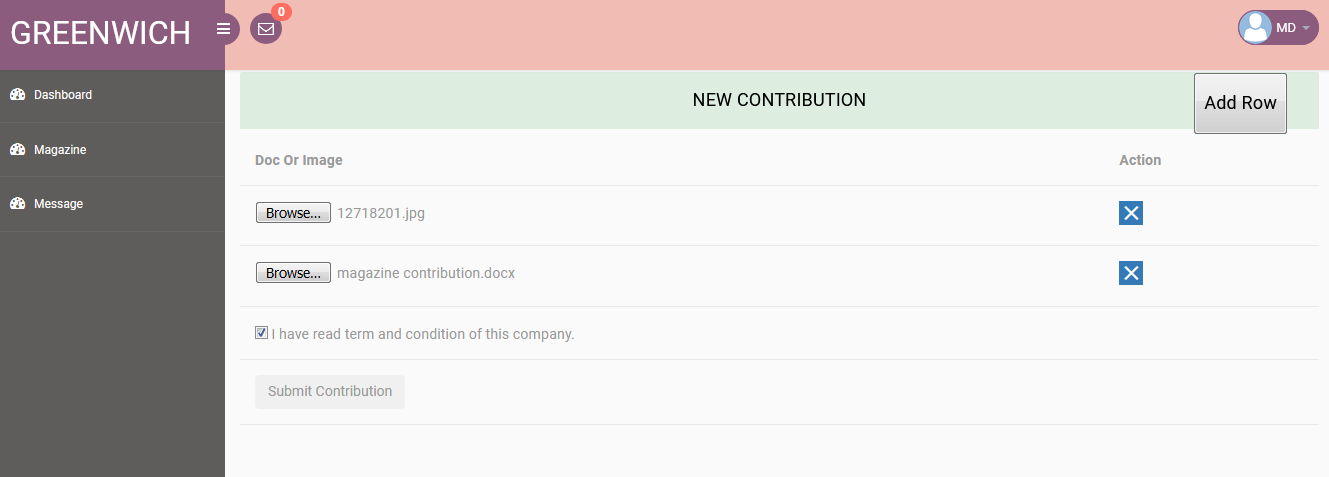 GREENWICH
0
MD
Dashboard
Magazine
Message
NEW CONTRIBUTION
Add Row
Doc Or Image Action
Browse... 12718201.jpg
Browse... magazine contribution.docx
I have read term and condition of this company.
Submit Contribution